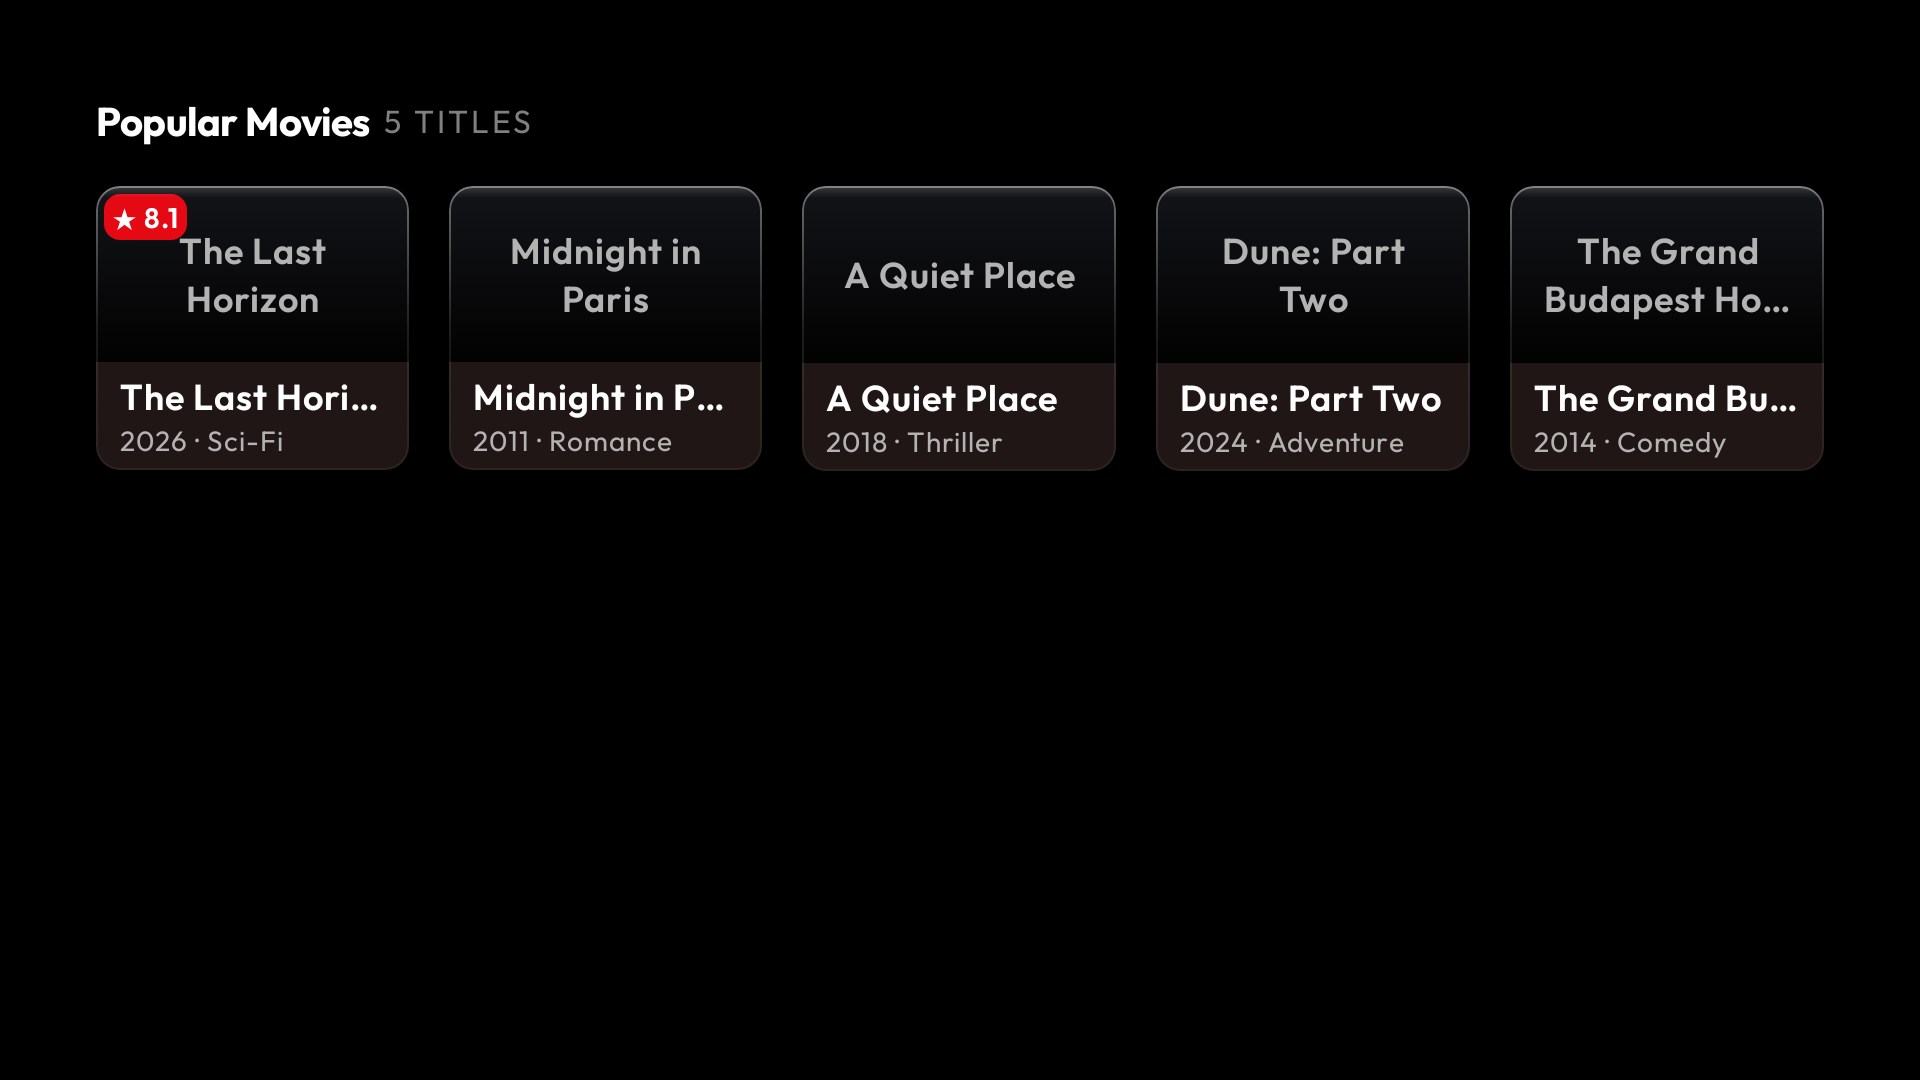 Popular Movies 5 TITLES
★ 8.1
The Last
Horizon
The Last Hori...
2026 · Sci-Fi
Midnight in
Paris
Midnight in P...
2011 · Romance
A Quiet Place
A Quiet Place
2018 · Thriller
Dune: Part
Two
Dune: Part Two
2024 · Adventure
The Grand
Budapest Ho...
The Grand Bu...
2014 · Comedy